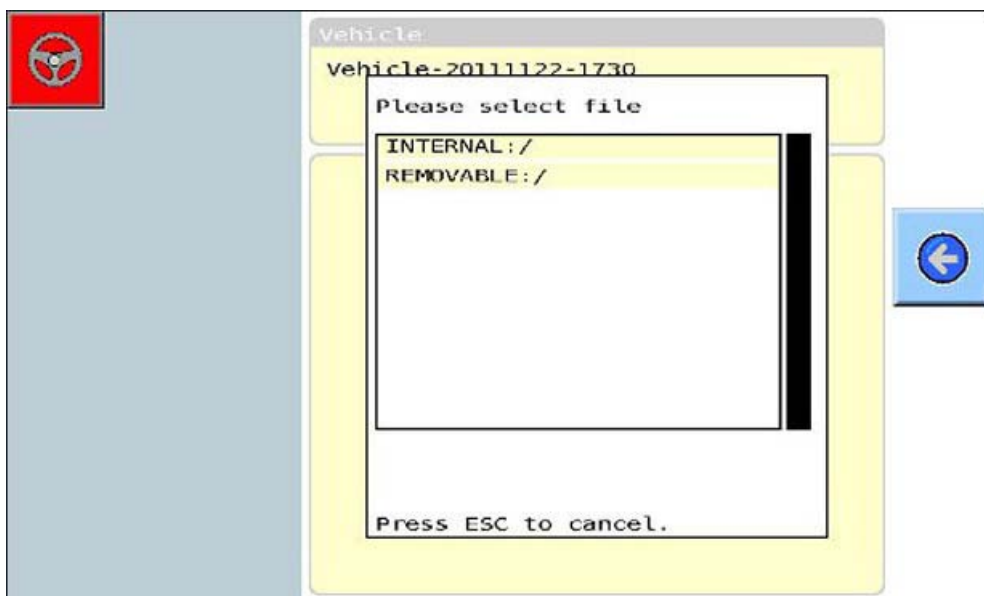 Vehicle
Vehicle-20111122-1730
Please select file
INTERNAL:/
REMOVABLE:/
Press ESC to cancel.